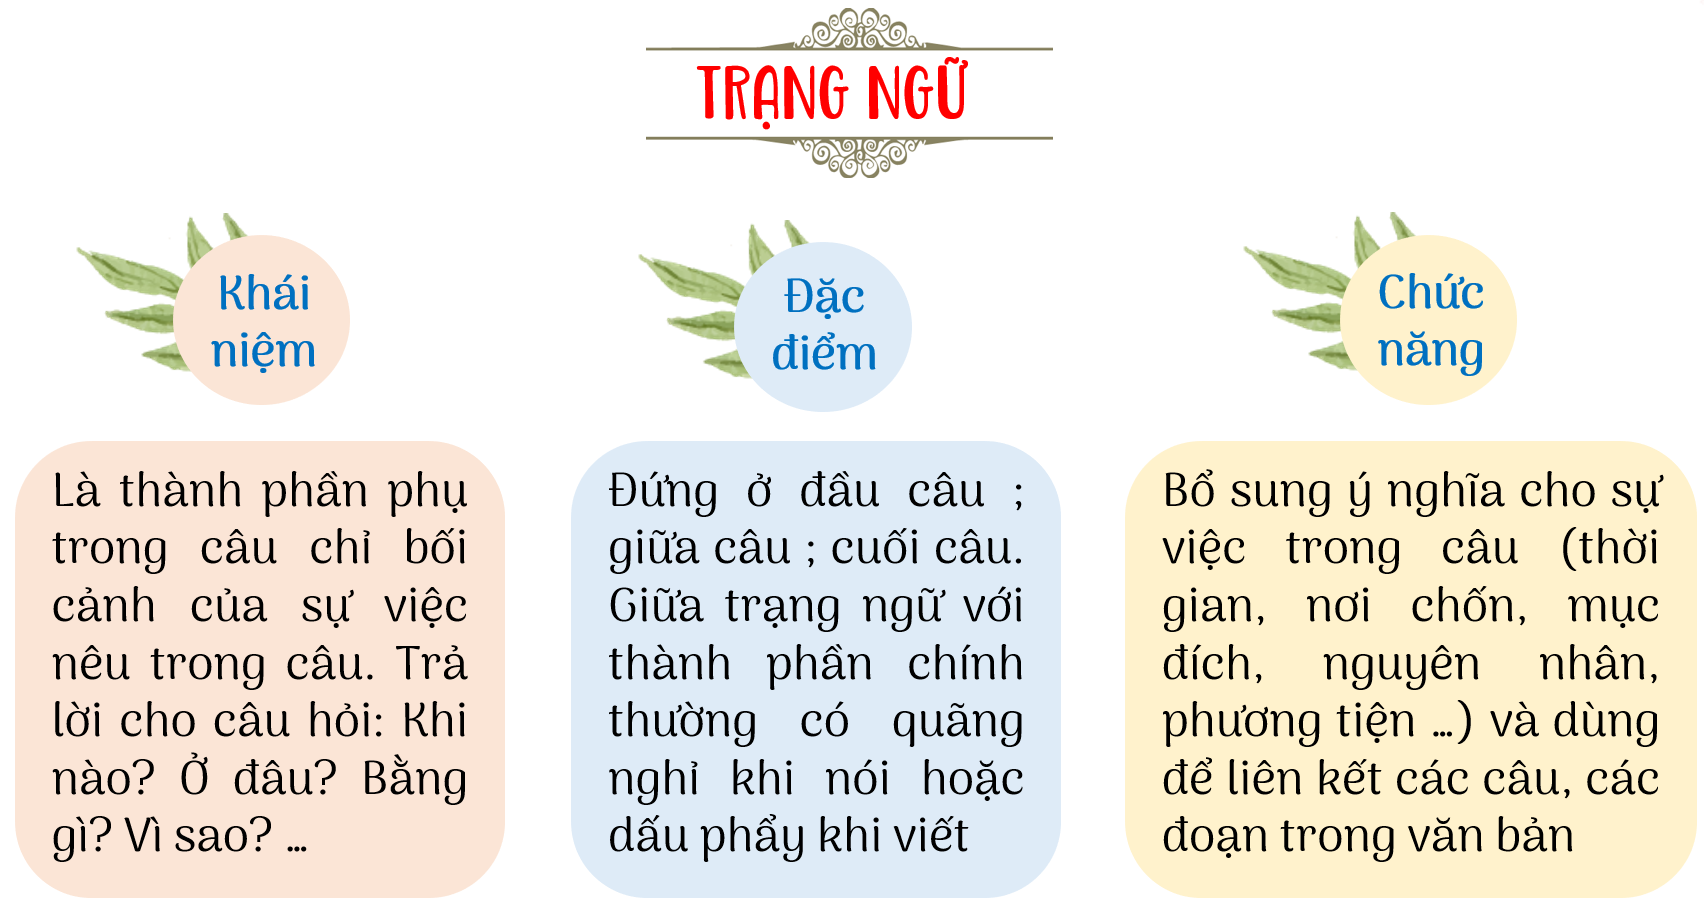 TRẠNG NGỮ
Khái
niệm
Là thành phần phụ
trong câu chỉ bối
cảnh của sự việc
nêu trong câu. Trả
lời cho câu hỏi: Khi
nào? Ở đâu? Bằng
gì? Vì sao? ...
Đặc
điểm
Đứng ở đầu câu ;
giữa câu ; cuối câu.
Giữa trạng ngữ với
thành phần chính
thường có quãng
nghỉ khi nói hoặc
dấu phẩy khi viết
Chức
năng
Bổ sung ý nghĩa cho sự
việc trong câu (thời
gian, nơi chốn, mục
đích, nguyên nhân,
phương tiện ...) và dùng
để liên kết các câu, các
đoạn trong văn bản